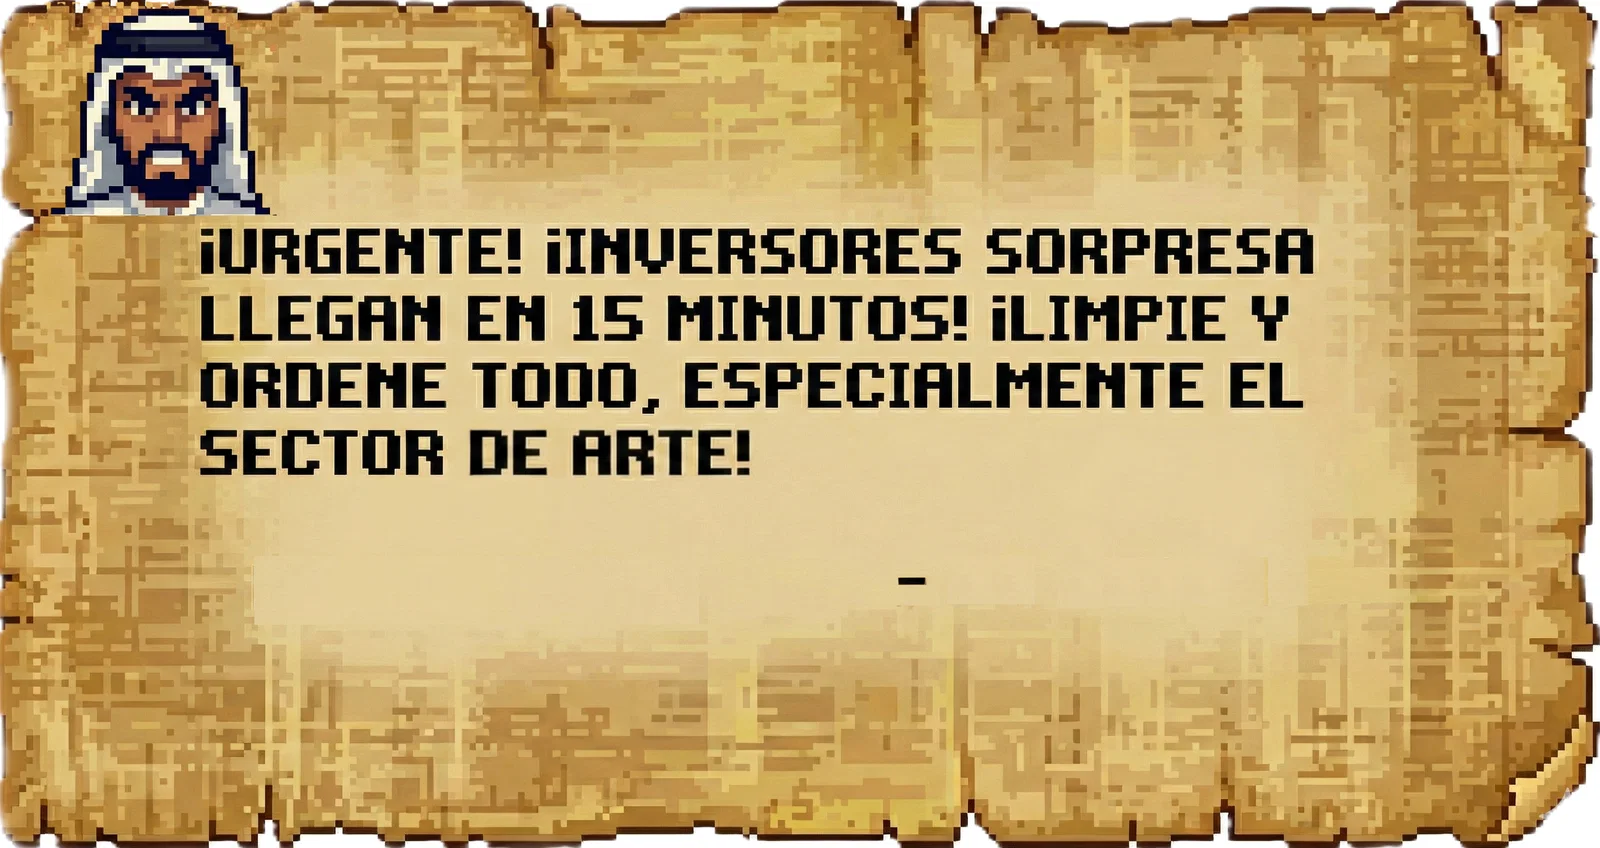 ¡URGENTE! ¡INVERSORES SORPRESA
LLEGAN EN 15 MINUTOS! ¡LIMPIE Y
ORDENE TODO, ESPECIALMENTE EL
SECTOR DE ARTE!
-